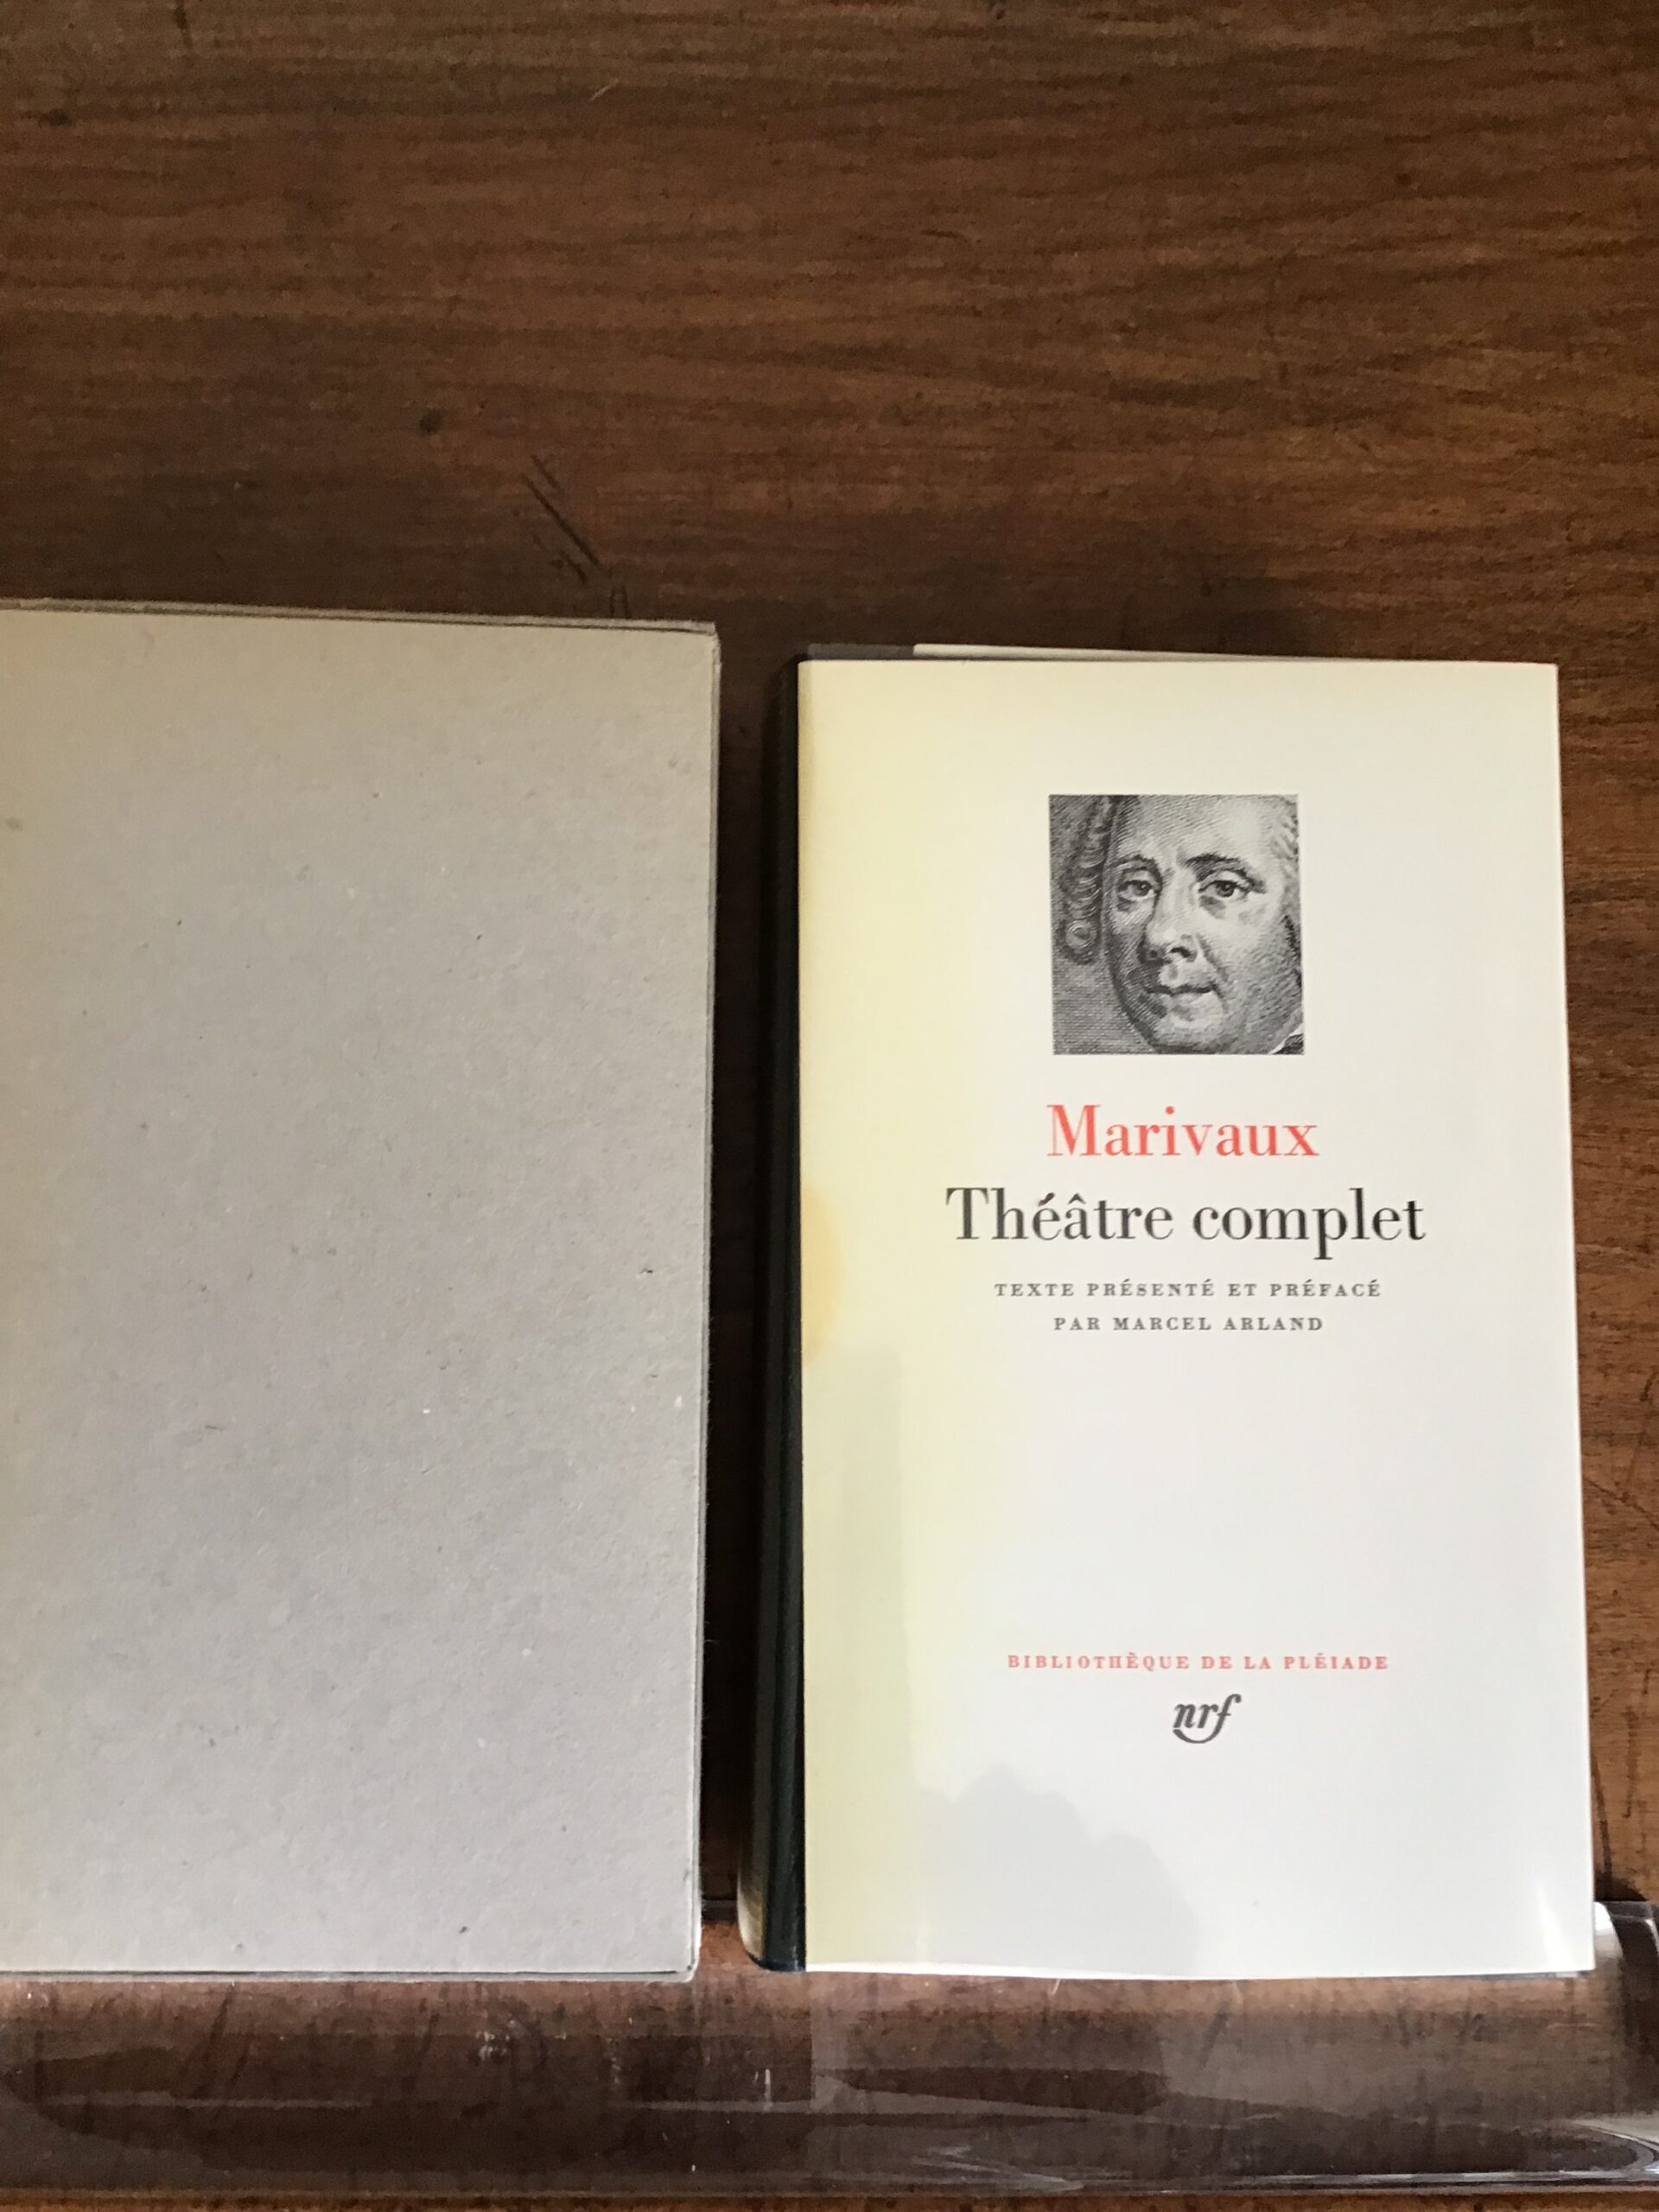 Marivaux
Théâtre complet
TEXTE PRÉSENTÉ ET PRÉFACÉ
PAR MARCEL ARLAND
BIBLIOTHÈQUE DE LA PLÉIADE
nrf